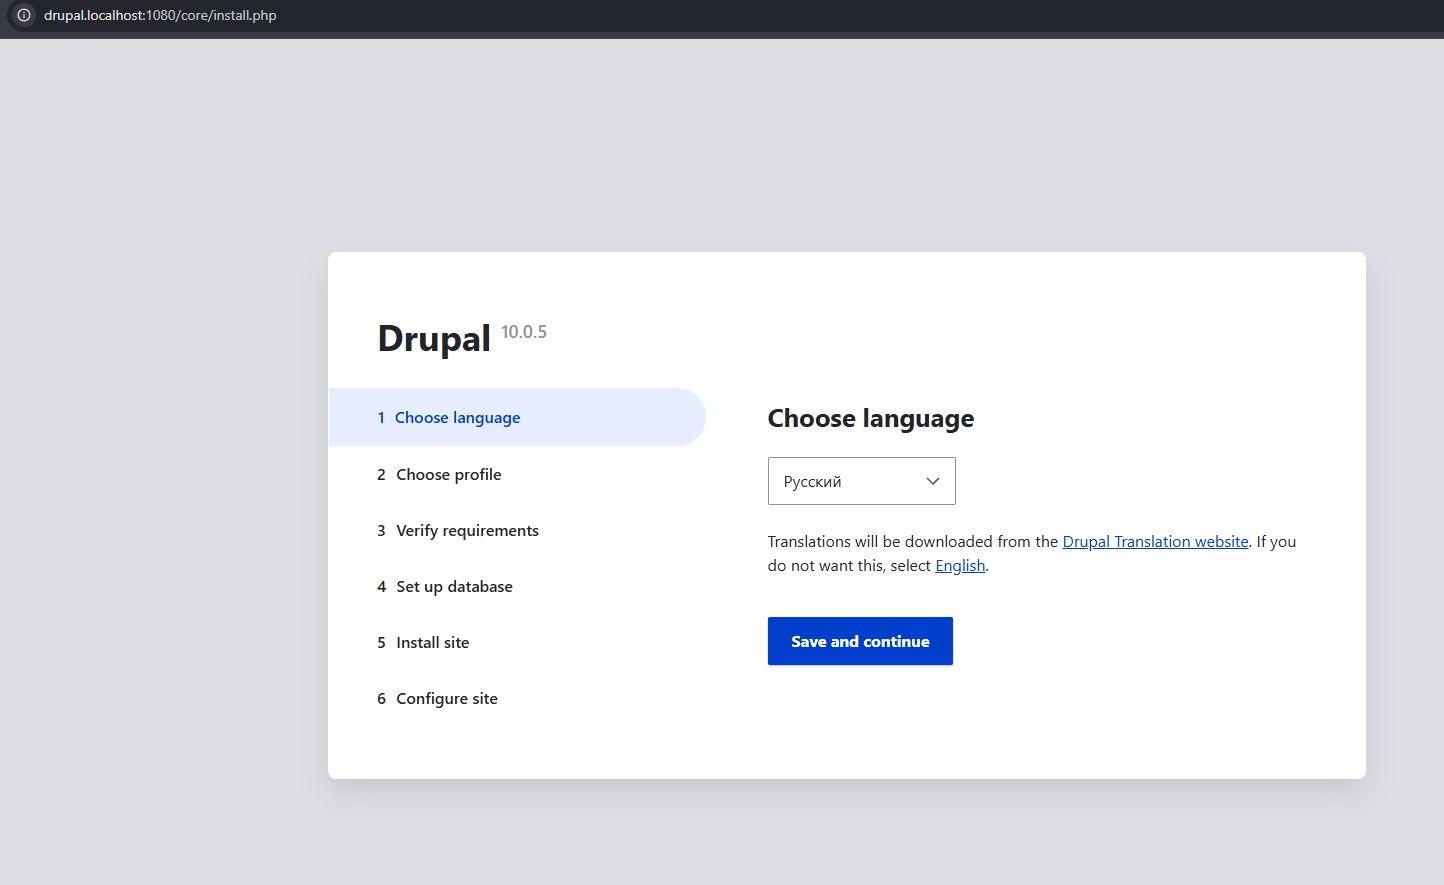 drupal.localhost:1080/core/install.php
Drupal 10.0.5
1 Choose language
2 Choose profile
3 Verify requirements
4 Set up database
5 Install site
6 Configure site
Choose language
Русский
Translations will be downloaded from the Drupal Translation website. If you
do not want this, select English.
Save and continue